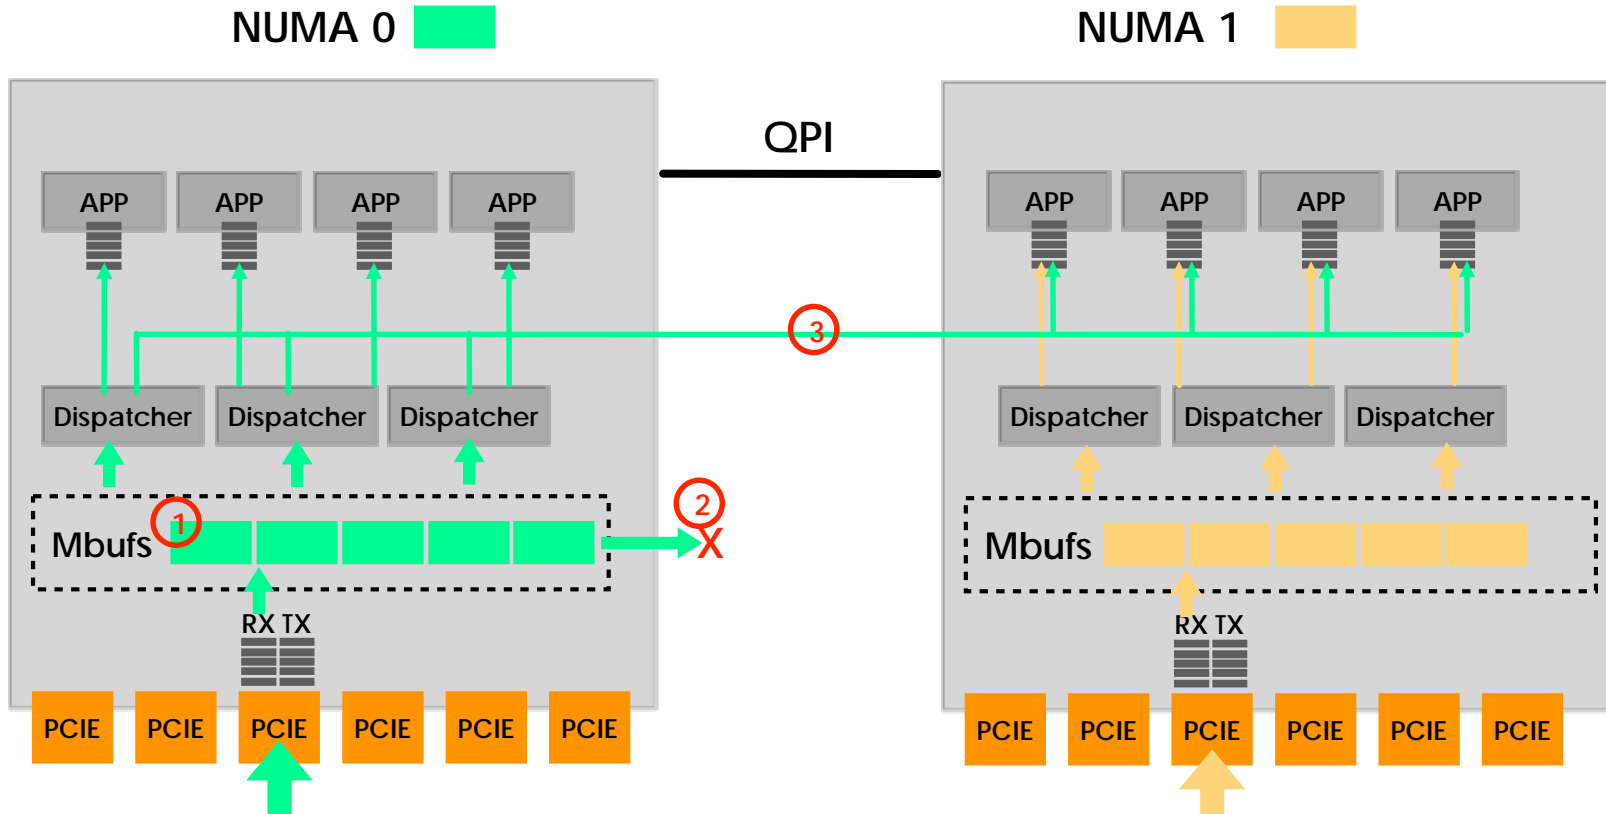 NUMA 0
NUMA 1
QPI
APP APP APP APP
APP APP APP APP
3
Dispatcher Dispatcher Dispatcher
Dispatcher Dispatcher Dispatcher
1
2
X
Mbufs
Mbufs
RX TX
RX TX
PCIE PCIE PCIE PCIE PCIE PCIE
PCIE PCIE PCIE PCIE PCIE PCIE